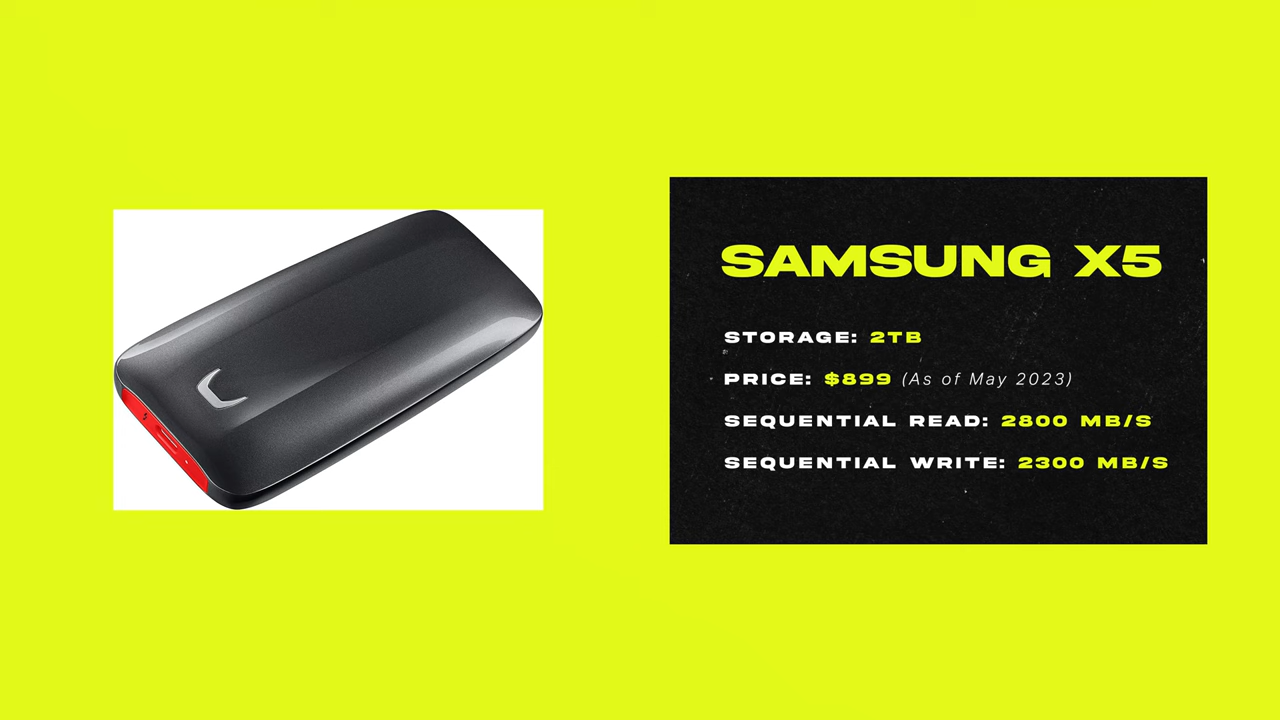 SAMSUNG X5
STORAGE: 2TB
PRICE: $899 (As of May 2023)
SEQUENTIAL READ: 2800 MB/S
SEQUENTIAL WRITE: 2300 MB/S